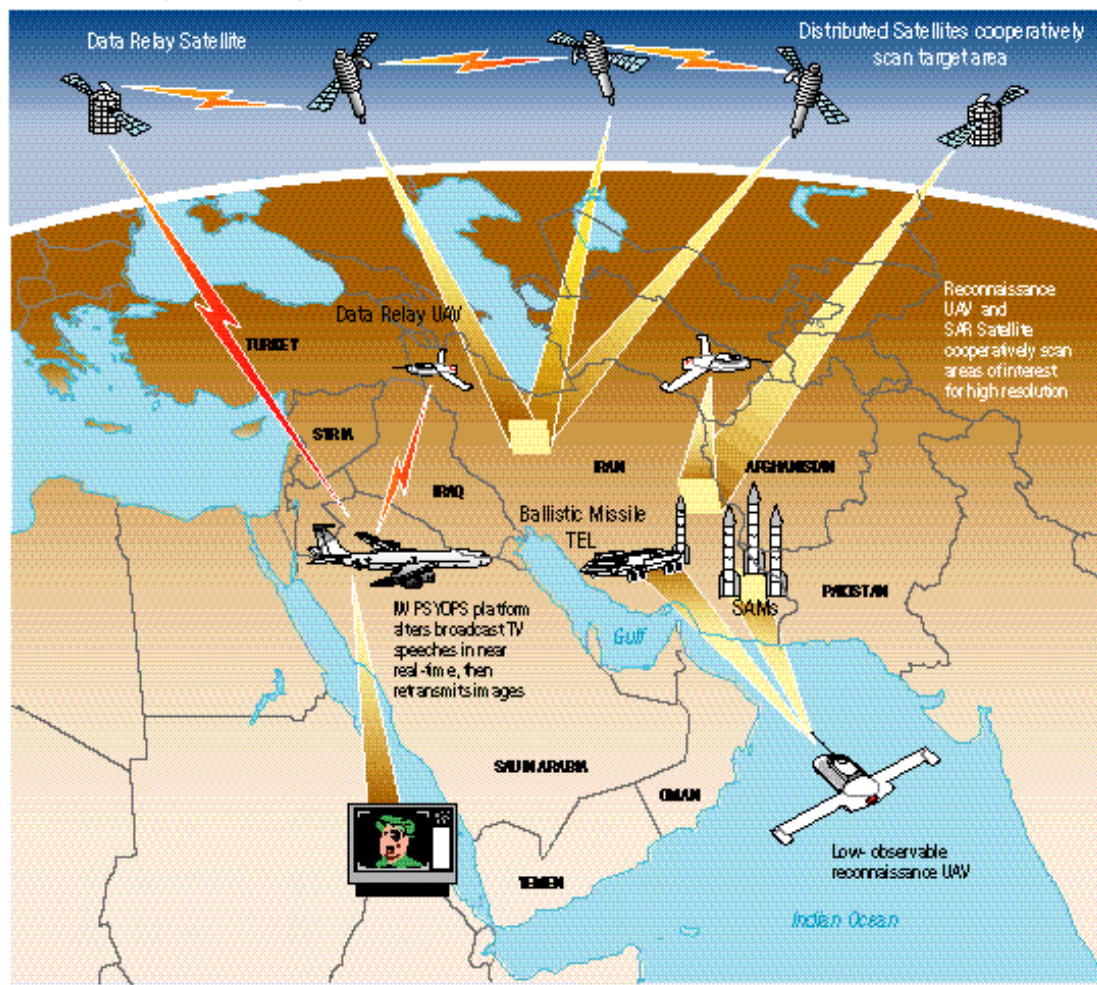 Data Relay Satellite
Distributed Satellites cooperatively
scan target area
Reconnaissance
UAV and
SAR Satellite
cooperatively scan
areas of interest
for high resolution
Data Relay UAV
TURKEY
SYRIA
IRAQ
IRAN
AFGHANISTAN
Ballistic Missile
TEL
SAMs
PAKISTAN
IW PSYOPS platform
alters broadcast TV
speeches in near
real-time, then
retransmits images
Gulf
SAUDI ARABIA
OMAN
YEMEN
Low- observable
reconnaissance UAV
Indian Ocean